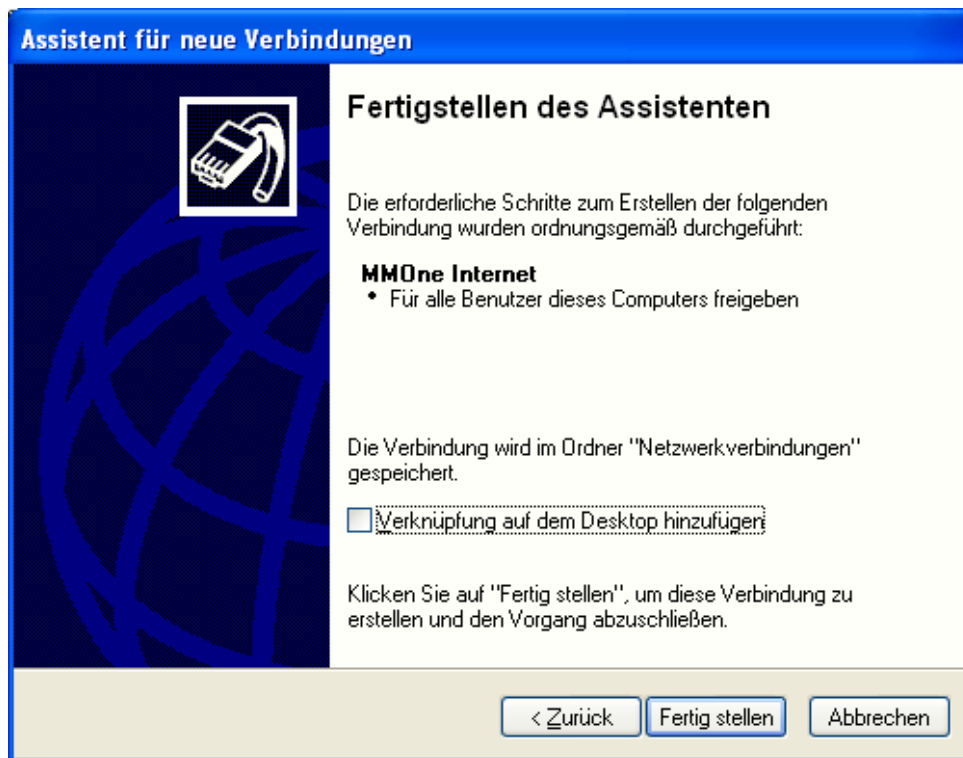 Assistent für neue Verbindungen
Fertigstellen des Assistenten
Die erforderliche Schritte zum Erstellen der folgenden
Verbindung wurden ordnungsgemäß durchgeführt:
MMOne Internet
• Für alle Benutzer dieses Computers freigeben
Die Verbindung wird im Ordner "Netzwerkverbindungen"
gespeichert.
Verknüpfung auf dem Desktop hinzufügen
Klicken Sie auf "Fertig stellen", um diese Verbindung zu
erstellen und den Vorgang abzuschließen.
< Zurück Fertig stellen Abbrechen